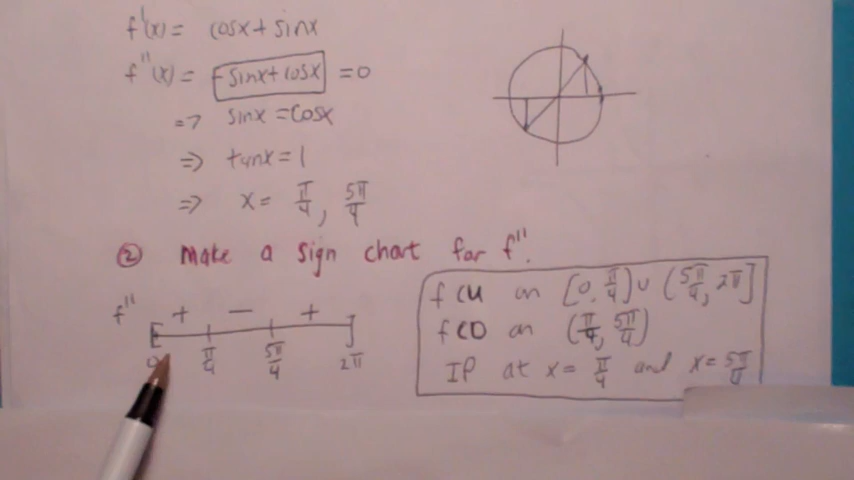 f'(x) = cosx + sinx
f''(x) = -sinx+cosx = 0
=> sinx = cosx
=> tanx = 1
=> x = π/4, 5π/4
② Make a sign chart for f''.
f'' + - +
0 π/4 5π/4 2π
f CU on [0, π/4) ∪ (5π/4, 2π]
f CD on (π/4, 5π/4)
IP at x = π/4 and x = 5π/4